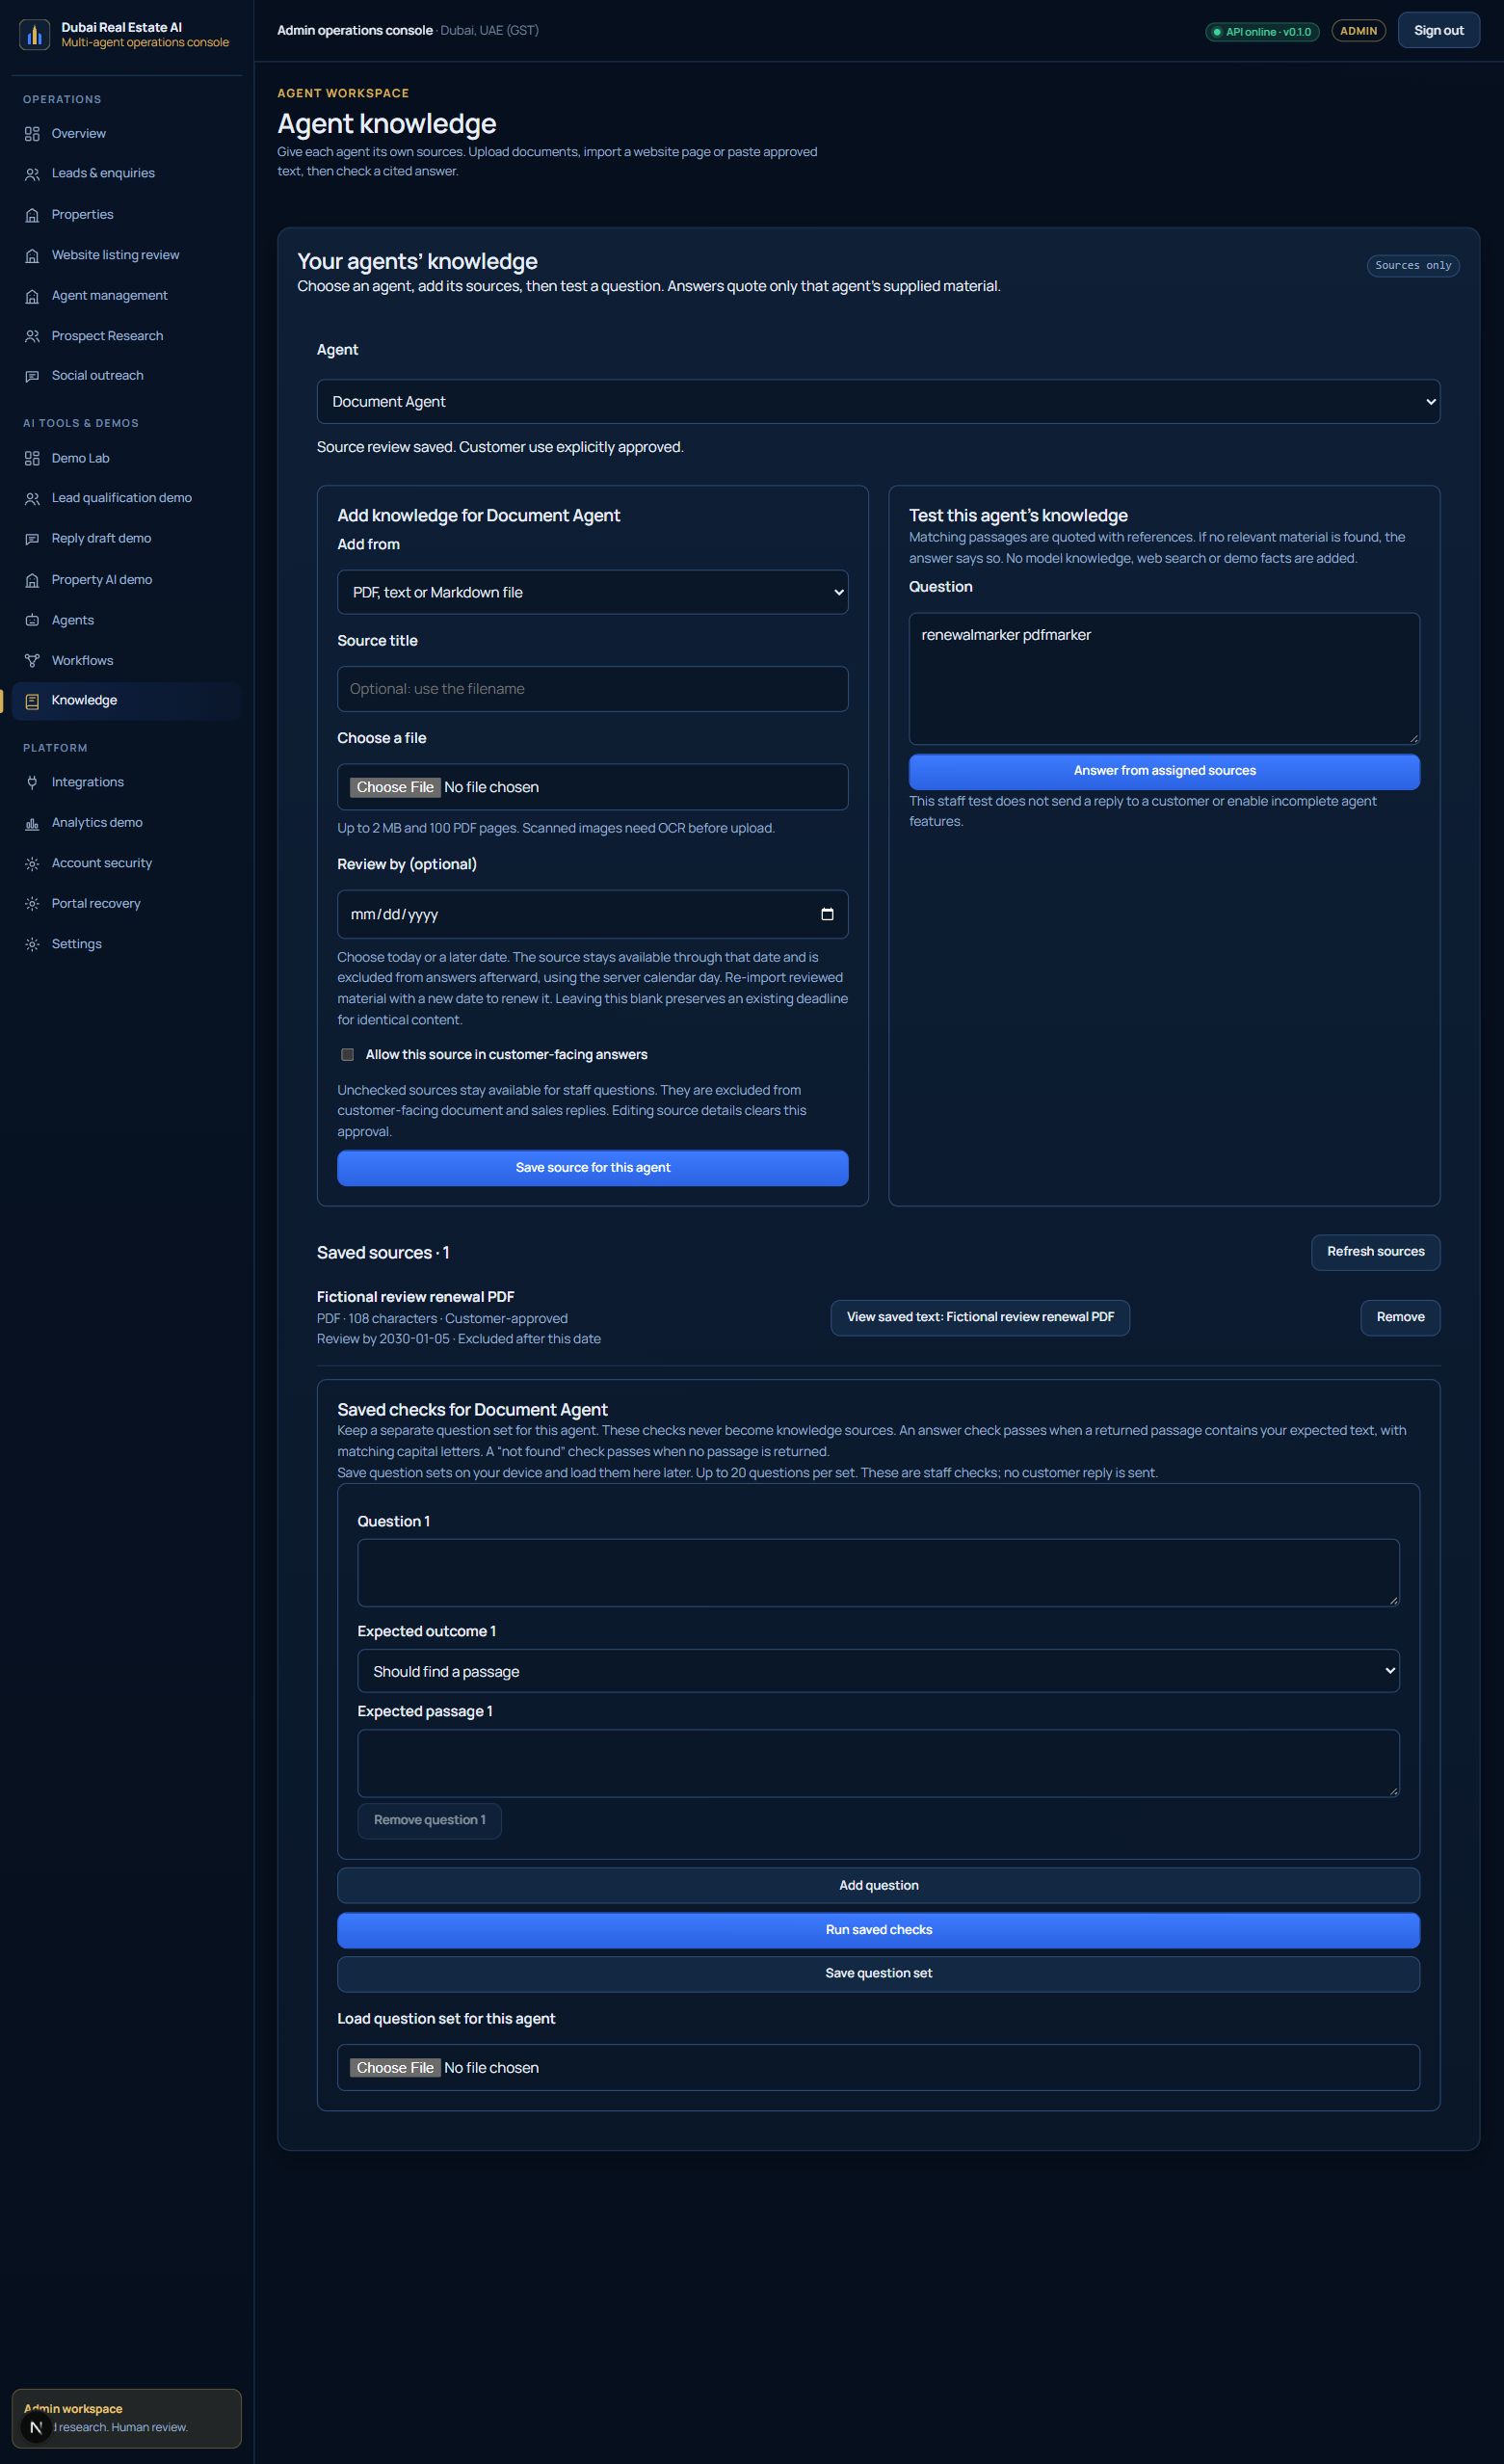 Dubai Real Estate AI
Multi-agent operations console
OPERATIONS
Overview
Leads & enquiries
Properties
Website listing review
Agent management
Prospect Research
Social outreach
AI TOOLS & DEMOS
Demo Lab
Lead qualification demo
Reply draft demo
Property AI demo
Agents
Workflows
Knowledge
PLATFORM
Integrations
Analytics demo
Account security
Portal recovery
Settings
Admin workspace
research. Human review.
Admin operations console · Dubai, UAE (GST)
API online · v0.1.0
ADMIN
Sign out
AGENT WORKSPACE
Agent knowledge
Give each agent its own sources. Upload documents, import a website page or paste approved
text, then check a cited answer.
Your agents’ knowledge
Sources only
Choose an agent, add its sources, then test a question. Answers quote only that agent’s supplied material.
Agent
Document Agent
Source review saved. Customer use explicitly approved.
Add knowledge for Document Agent
Add from
PDF, text or Markdown file
Source title
Optional: use the filename
Choose a file
Choose File No file chosen
Up to 2 MB and 100 PDF pages. Scanned images need OCR before upload.
Review by (optional)
mm/dd/yyyy
Choose today or a later date. The source stays available through that date and is
excluded from answers afterward, using the server calendar day. Re-import reviewed
material with a new date to renew it. Leaving this blank preserves an existing deadline
for identical content.
Allow this source in customer-facing answers
Unchecked sources stay available for staff questions. They are excluded from
customer-facing document and sales replies. Editing source details clears this
approval.
Save source for this agent
Test this agent’s knowledge
Matching passages are quoted with references. If no relevant material is found, the
answer says so. No model knowledge, web search or demo facts are added.
Question
renewalmarker pdfmarker
Answer from assigned sources
This staff test does not send a reply to a customer or enable incomplete agent
features.
Saved sources · 1
Refresh sources
Fictional review renewal PDF
PDF · 108 characters · Customer-approved
Review by 2030-01-05 · Excluded after this date
View saved text: Fictional review renewal PDF
Remove
Saved checks for Document Agent
Keep a separate question set for this agent. These checks never become knowledge sources. An answer check passes when a returned passage contains your expected text, with
matching capital letters. A “not found” check passes when no passage is returned.
Save question sets on your device and load them here later. Up to 20 questions per set. These are staff checks; no customer reply is sent.
Question 1
Expected outcome 1
Should find a passage
Expected passage 1
Remove question 1
Add question
Run saved checks
Save question set
Load question set for this agent
Choose File No file chosen